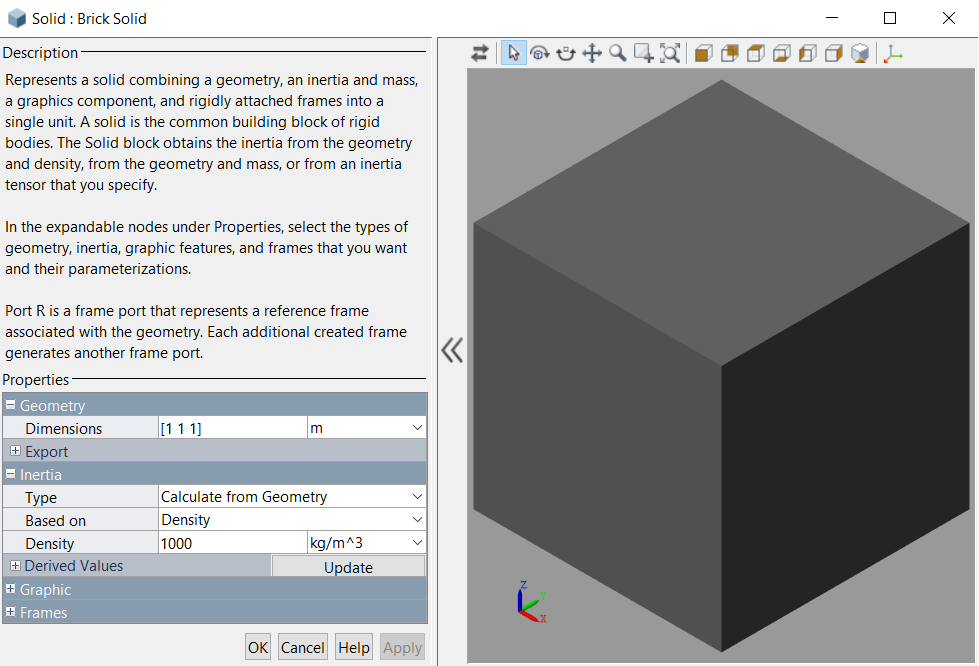 Solid : Brick Solid
Description
Represents a solid combining a geometry, an inertia and mass,
a graphics component, and rigidly attached frames into a
single unit. A solid is the common building block of rigid
bodies. The Solid block obtains the inertia from the geometry
and density, from the geometry and mass, or from an inertia
tensor that you specify.
In the expandable nodes under Properties, select the types of
geometry, inertia, graphic features, and frames that you want
and their parameterizations.
Port R is a frame port that represents a reference frame
associated with the geometry. Each additional created frame
generates another frame port.
Properties
Geometry
Dimensions [1 1 1] m
Export
Inertia
Type Calculate from Geometry
Based on Density
Density 1000 kg/m^3
Derived Values Update
Graphic
Frames
OK Cancel Help Apply
Z
Y
X